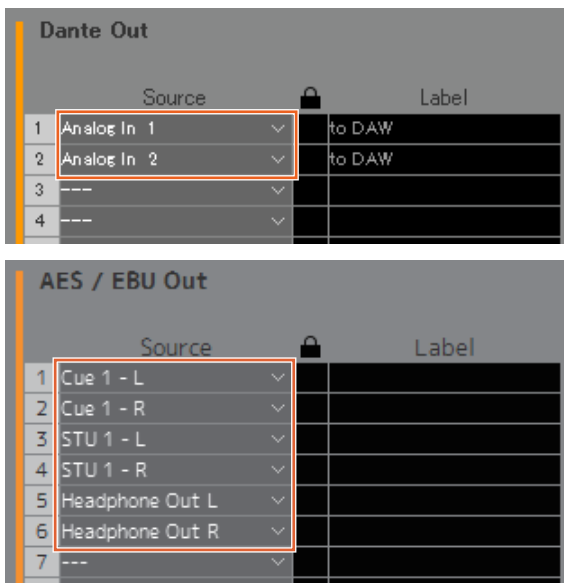 Dante Out
Source Label
1 Analog In 1 to DAW
2 Analog In 2 to DAW
3 ---
4 ---
AES / EBU Out
Source Label
1 Cue 1 - L
2 Cue 1 - R
3 STU 1 - L
4 STU 1 - R
5 Headphone Out L
6 Headphone Out R
7 ---